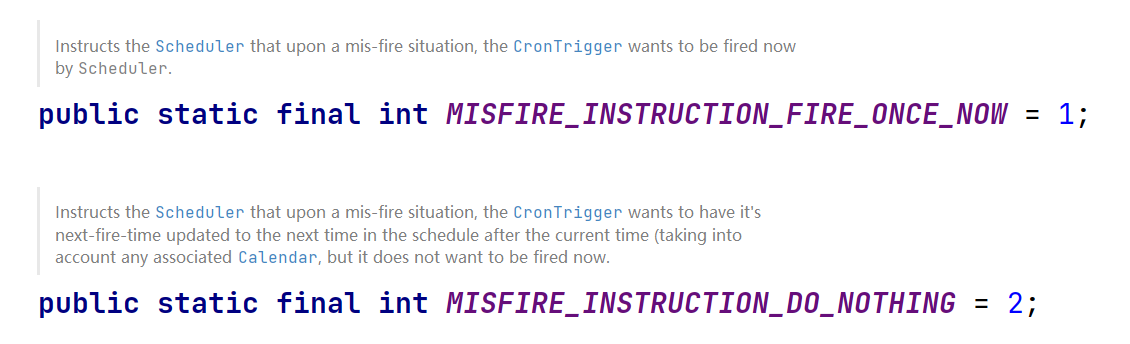 Instructs the Scheduler that upon a mis-fire situation, the CronTrigger wants to be fired now
by Scheduler.
public static final int MISFIRE_INSTRUCTION_FIRE_ONCE_NOW = 1;
Instructs the Scheduler that upon a mis-fire situation, the CronTrigger wants to have it's
next-fire-time updated to the next time in the schedule after the current time (taking into
account any associated Calendar, but it does not want to be fired now.
public static final int MISFIRE_INSTRUCTION_DO_NOTHING = 2;